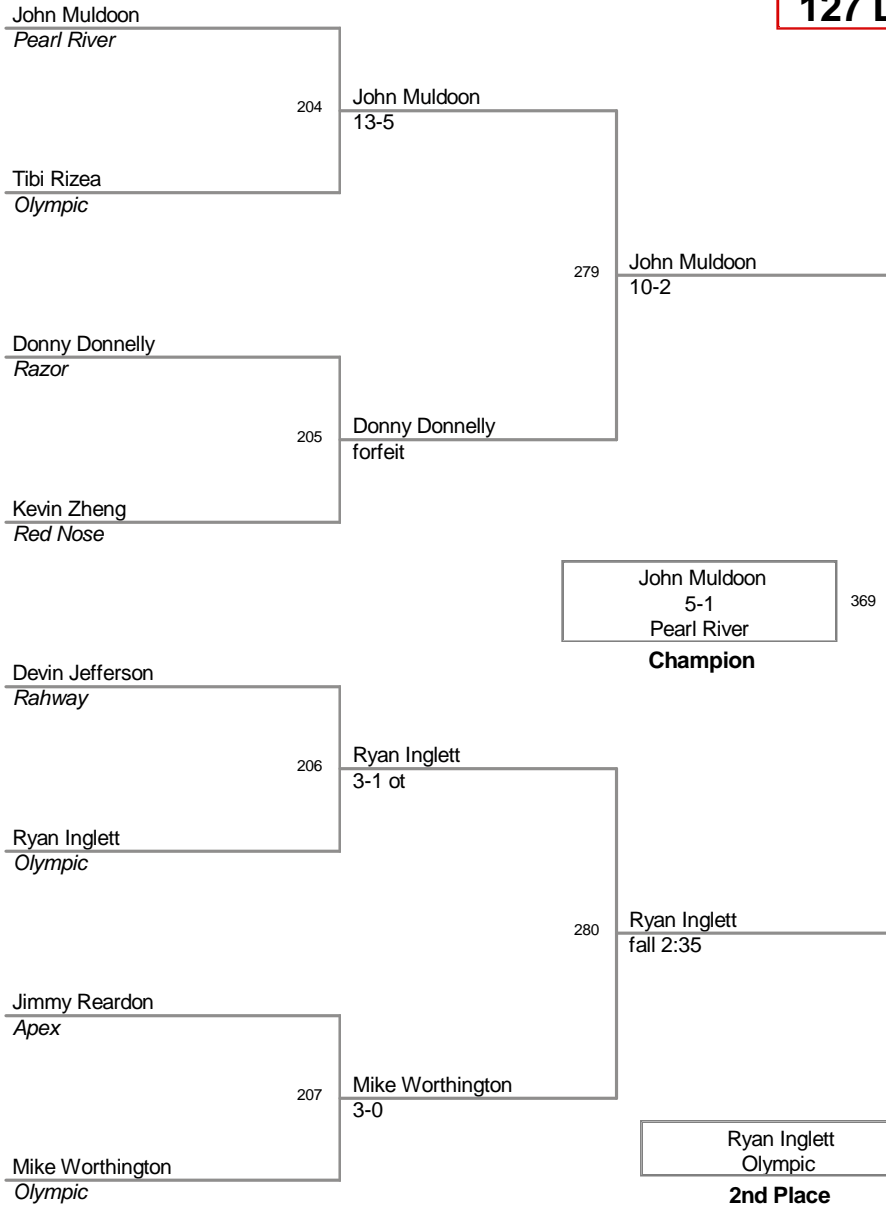 127
John Muldoon
Pearl River
204
John Muldoon
13-5
Tibi Rizea
Olympic
279
John Muldoon
10-2
Donny Donnelly
Razor
205
Donny Donnelly
forfeit
Kevin Zheng
Red Nose
John Muldoon
5-1
Pearl River
369
Champion
Devin Jefferson
Rahway
206
Ryan Inglett
3-1 ot
Ryan Inglett
Olympic
280
Ryan Inglett
fall 2:35
Jimmy Reardon
Apex
207
Mike Worthington
3-0
Mike Worthington
Olympic
Ryan Inglett
Olympic
2nd Place